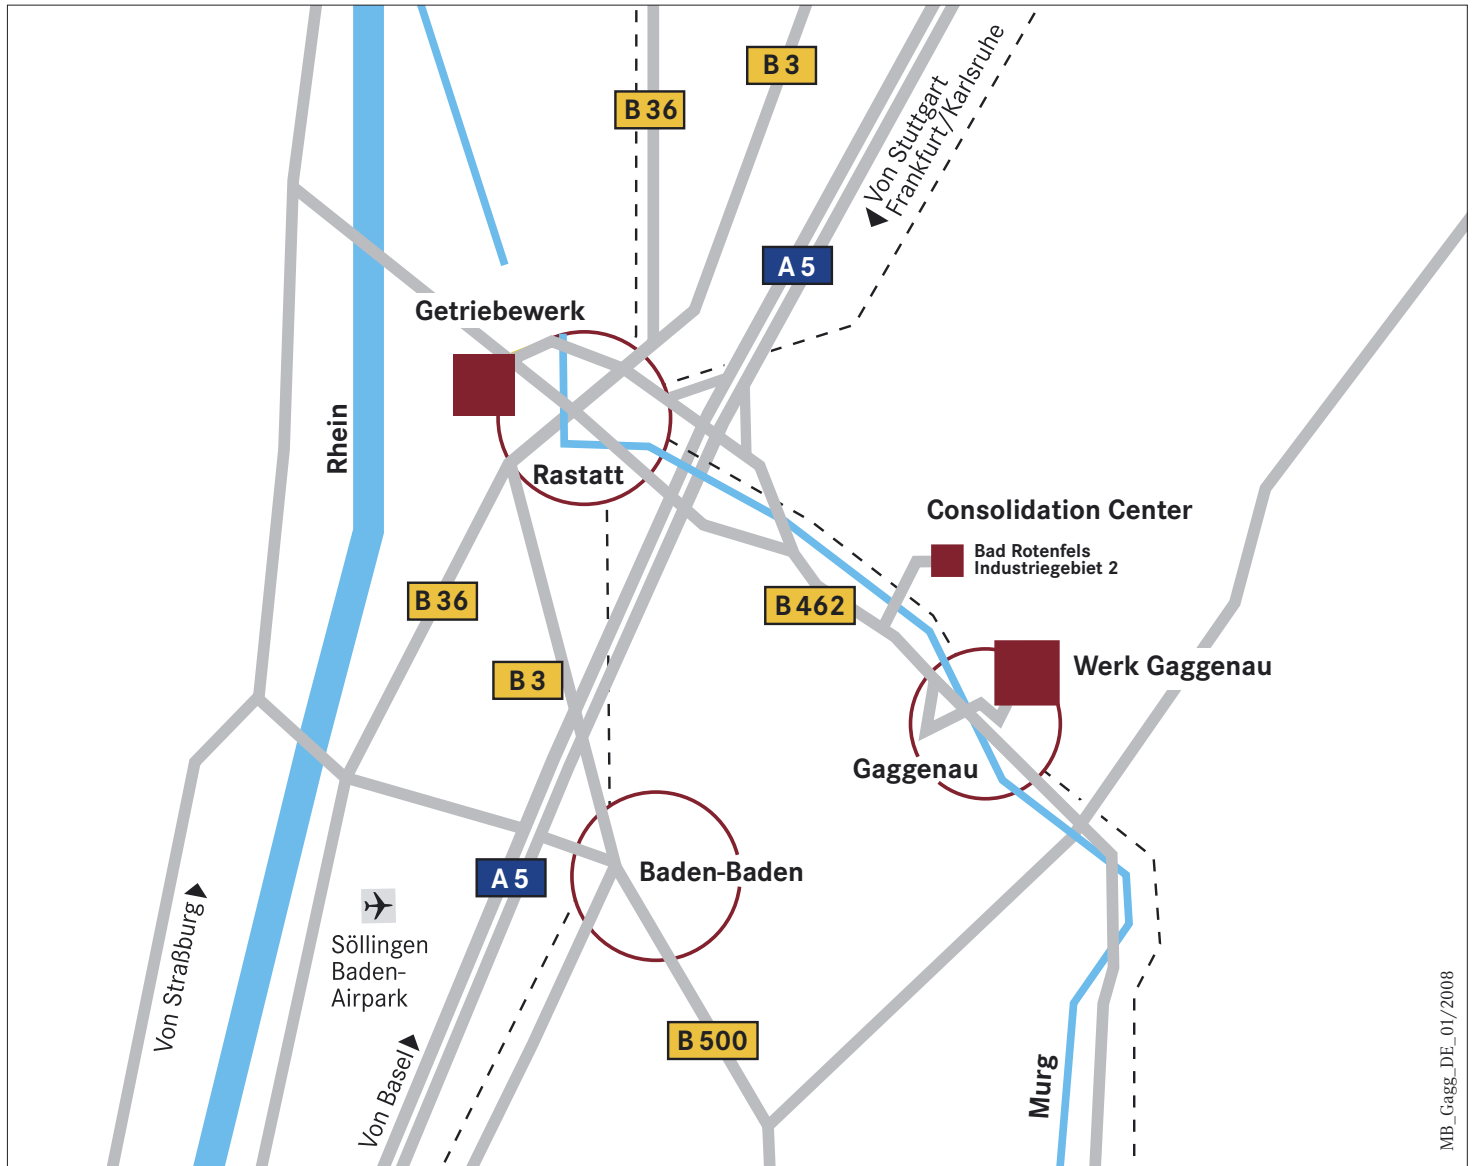 B 3
B 36
Von Stuttgart
Frankfurt/Karlsruhe
A 5
Getriebewerk
Rhein
Rastatt
Consolidation Center
Bad Rotenfels
Industriegebiet 2
B 36
B 462
B 3
Werk Gaggenau
Gaggenau
A 5
Baden-Baden
Söllingen
Baden-
Airpark
Von Straßburg
B 500
Von Basel
Murg
MB_Gagg_DE_01/2008